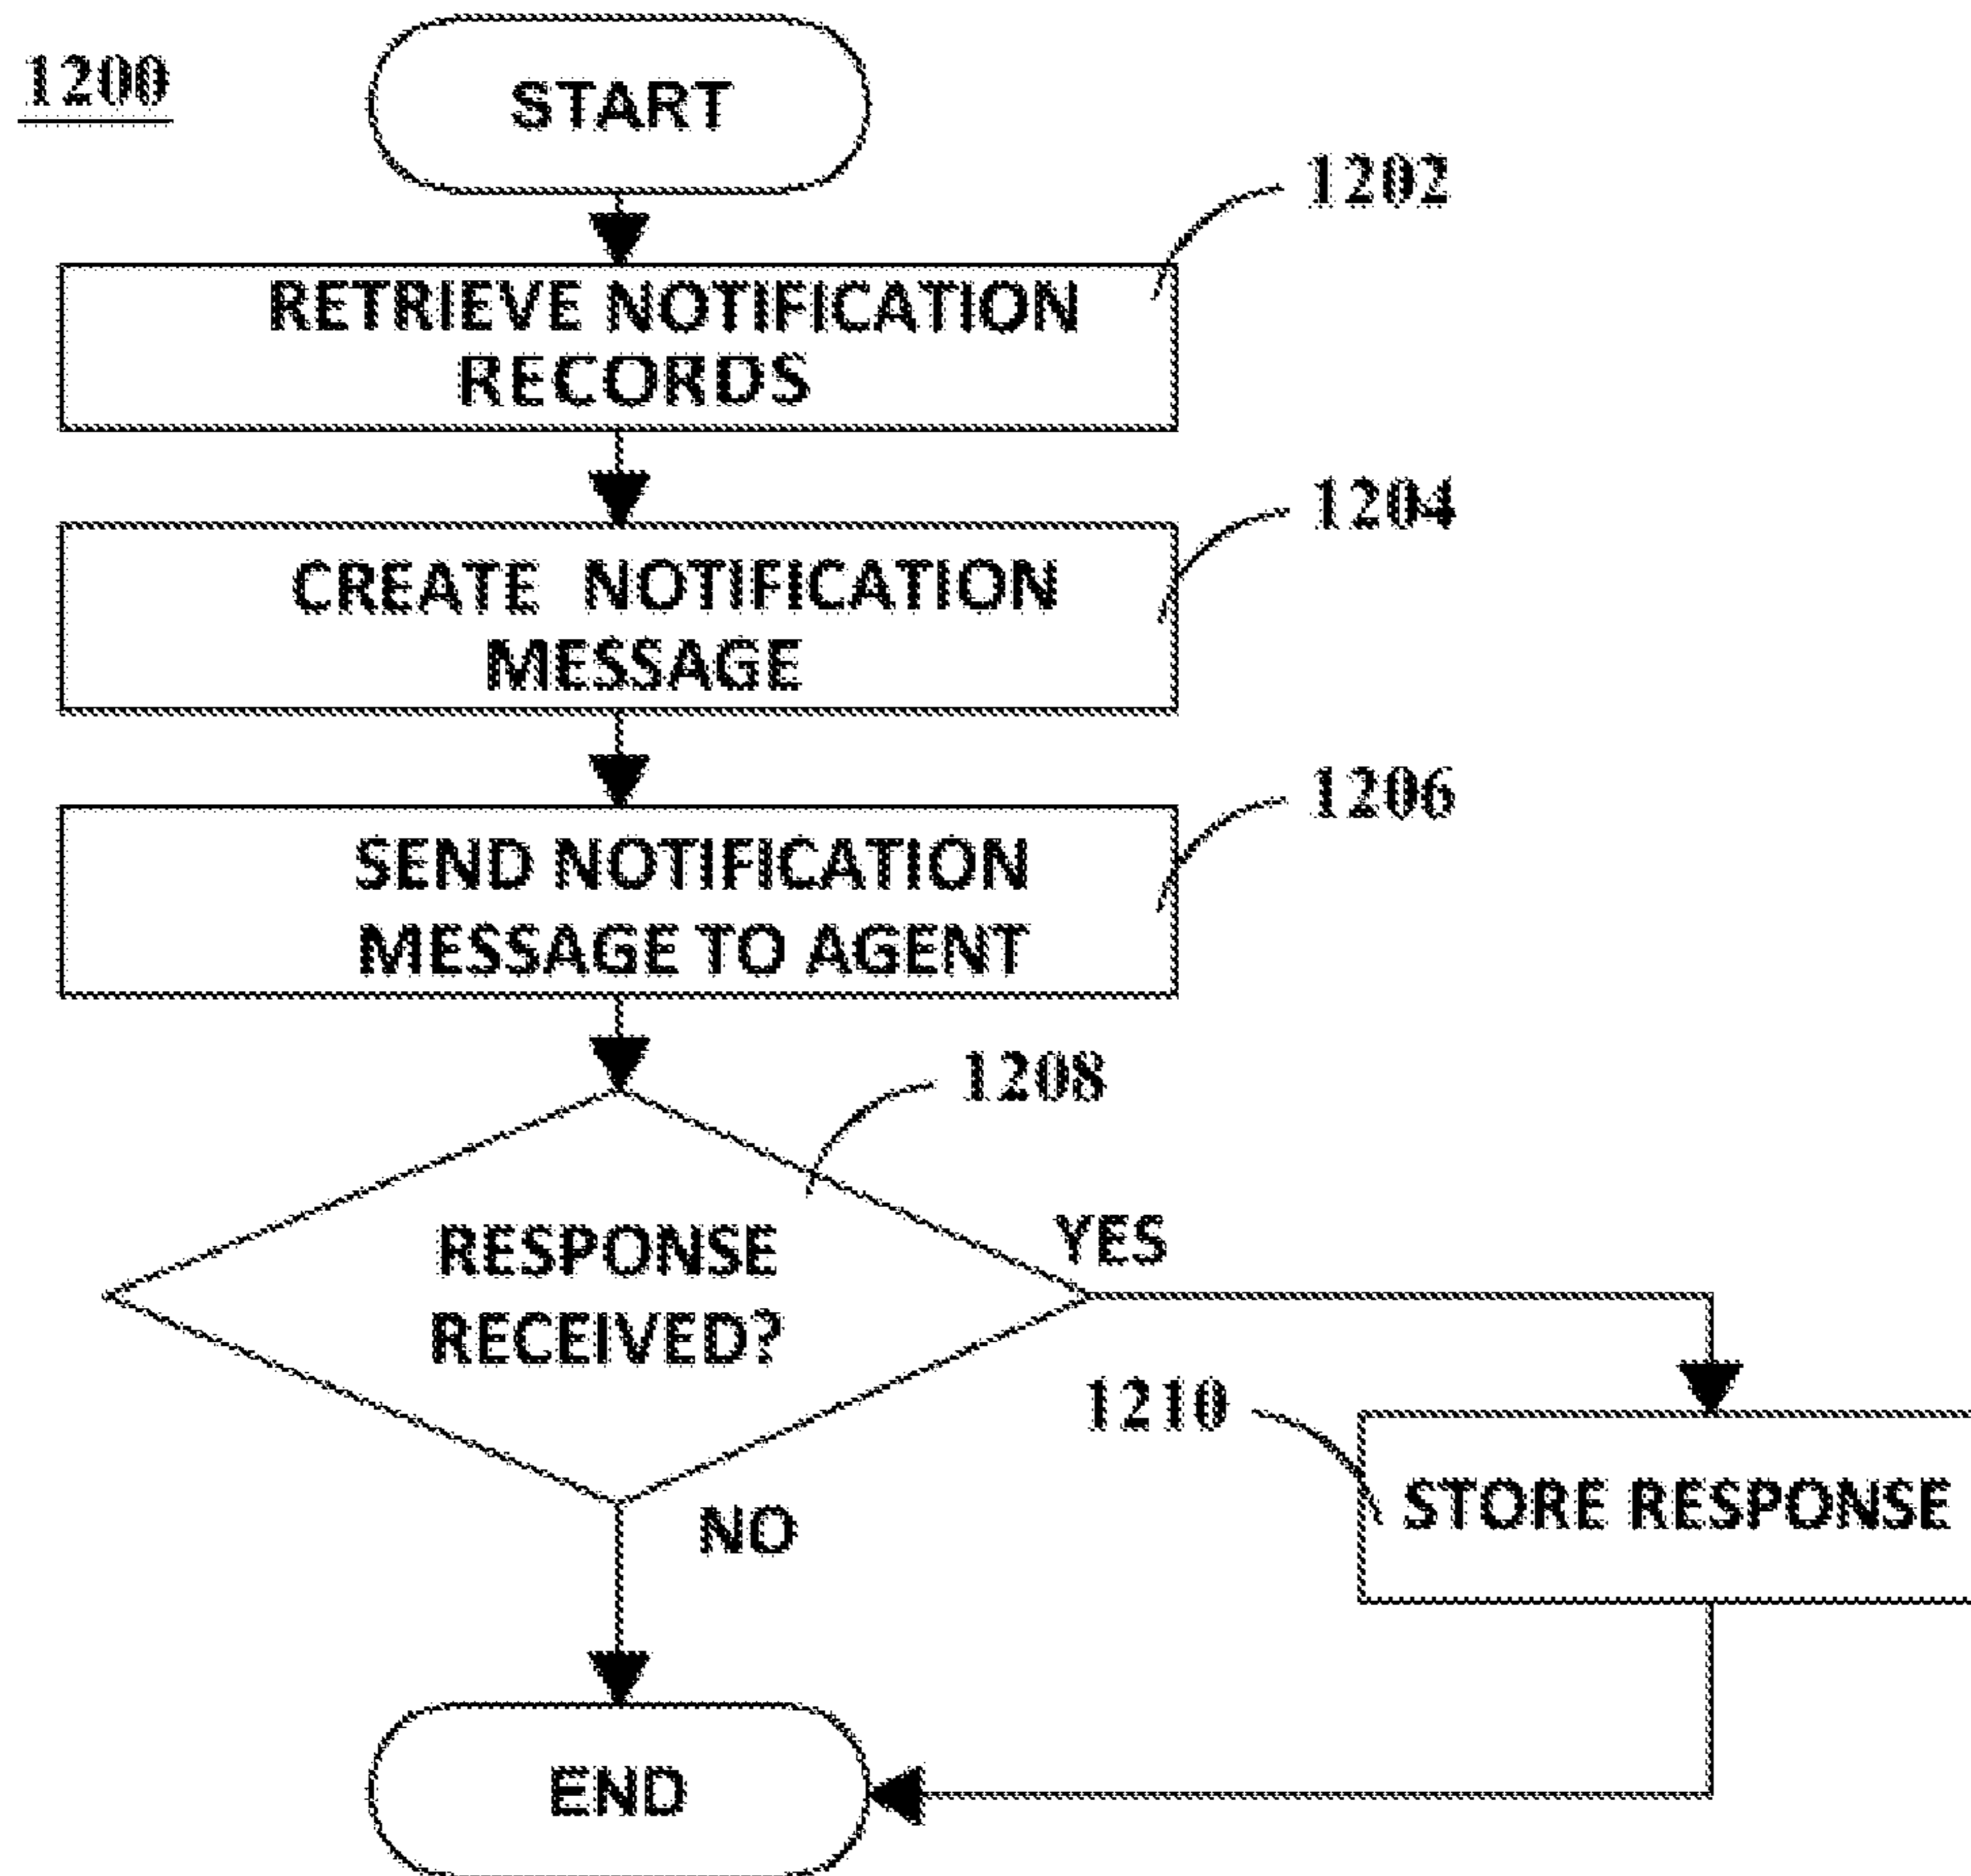 1200
START
1202
RETRIEVE NOTIFICATION
RECORDS
1204
CREATE NOTIFICATION
MESSAGE
1206
SEND NOTIFICATION
MESSAGE TO AGENT
1208
RESPONSE
RECEIVED?
YES
1210
STORE RESPONSE
NO
END